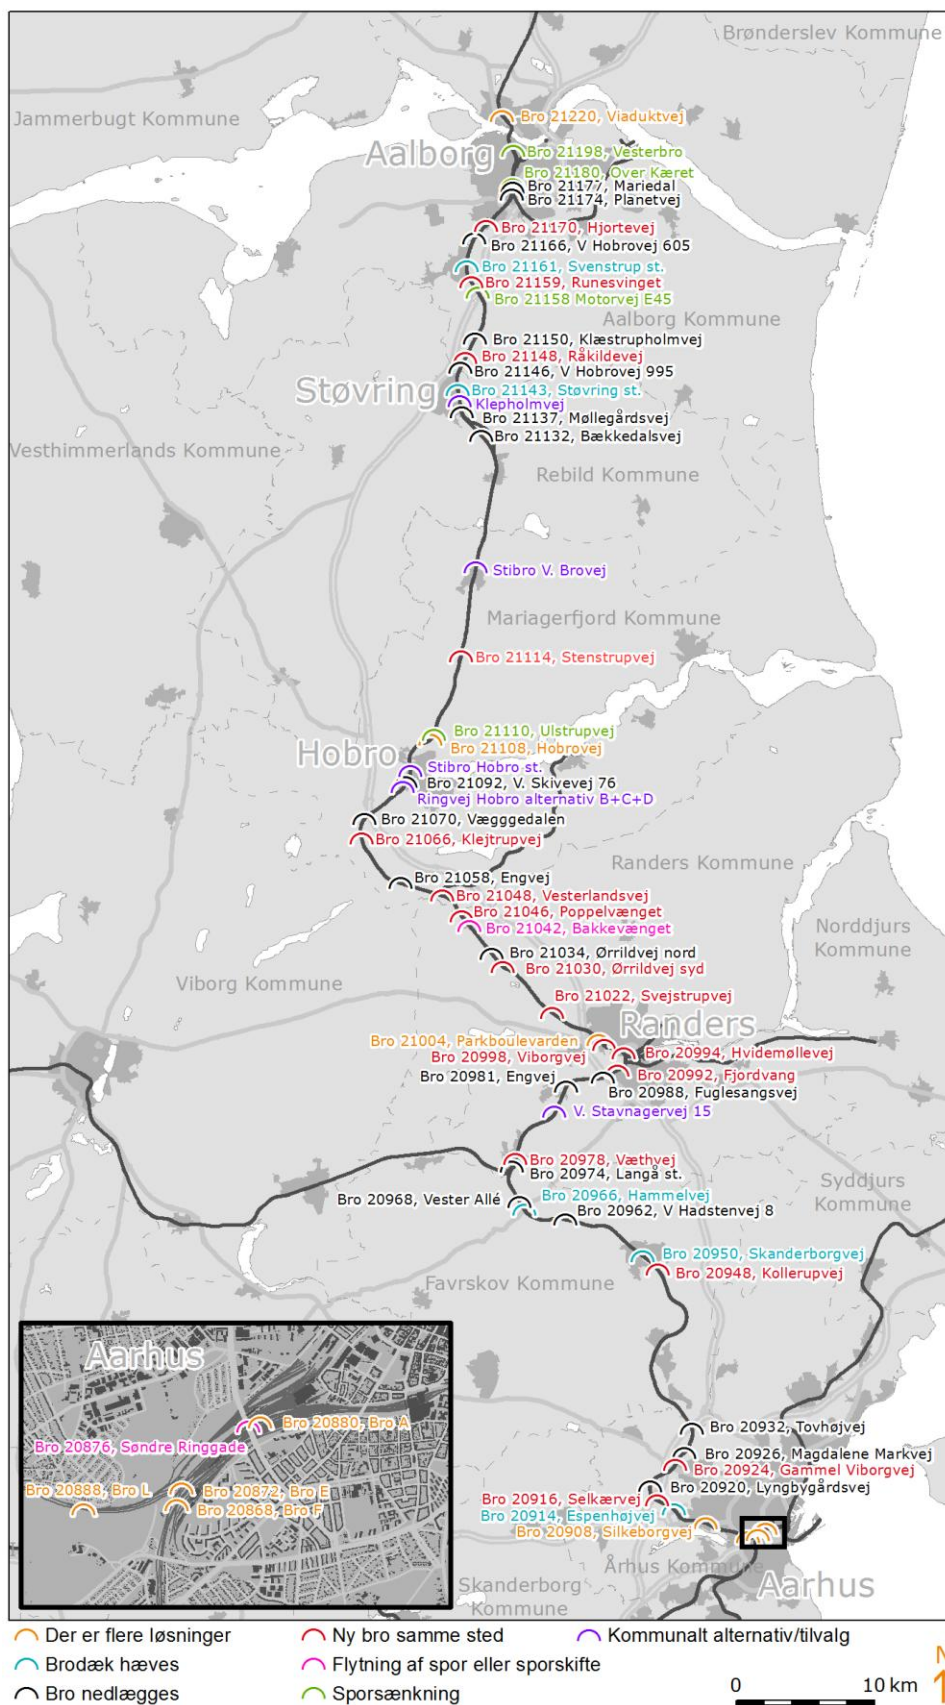 Brønderslev Kommune
Jammerbugt Kommune
Bro 21220, Viaduktvej
Aalborg
Bro 21198, Vesterbro
Bro 21180, Over Kæret
Bro 21177, Mariedal
Bro 21174, Planetvej
Bro 21170, Hjortevej
Bro 21166, V Hobrovej 605
Bro 21161, Svenstrup st.
Bro 21159, Runesvinget
Bro 21158 Motorvej E45
Aalborg Kommune
Bro 21150, Klæstrupholmvej
Bro 21148, Råkildevej
Bro 21146, V Hobrovej 995
Støvring
Bro 21143, Støvring st.
Klepholmvej
Bro 21137, Møllegårdsvej
Bro 21132, Bækkedalsvej
Vesthimmerlands Kommune
Rebild Kommune
Stibro V. Brovej
Mariagerfjord Kommune
Bro 21114, Stenstrupvej
Bro 21110, Ulstrupvej
Bro 21108, Hobrovej
Hobro
Stibro Hobro st.
Bro 21092, V. Skivevej 76
Ringvej Hobro alternativ B+C+D
Bro 21070, Vægggedalen
Bro 21066, Klejtrupvej
Randers Kommune
Bro 21058, Engvej
Bro 21048, Vesterlandsvej
Bro 21046, Poppelvænget
Bro 21042, Bakkevænget
Norddjurs
Kommune
Bro 21034, Ørrildvej nord
Bro 21030, Ørrildvej syd
Viborg Kommune
Bro 21022, Svejstrupvej
Randers
Bro 21004, Parkboulevarden
Bro 20998, Viborgvej
Bro 20994, Hvidemøllevej
Bro 20992, Fjordvang
Bro 20981, Engvej
Bro 20988, Fuglesangsvej
V. Stavnagervej 15
Bro 20978, Væthvej
Bro 20974, Langå st.
Syddjurs
Kommune
Bro 20968, Vester Allé
Bro 20966, Hammelvej
Bro 20962, V Hadstenvej 8
Bro 20950, Skanderborgvej
Bro 20948, Kollerupvej
Favrskov Kommune
Aarhus
Bro 20880, Bro A
Bro 20876, Søndre Ringgade
Bro 20888, Bro L
Bro 20872, Bro E
Bro 20868, Bro F
Bro 20932, Tovhøjvej
Bro 20926, Magdalene Markvej
Bro 20924, Gammel Viborgvej
Bro 20920, Lyngbygårdsvej
Bro 20916, Selkærvej
Bro 20914, Espenhøjvej
Bro 20908, Silkeborgvej
Århus Kommune
Skanderborg
Kommune
Aarhus
Der er flere løsninger
Ny bro samme sted
Kommunalt alternativ/tilvalg
Brodæk hæves
Flytning af spor eller sporskifte
Bro nedlægges
Sporsænkning
0 10 km
N